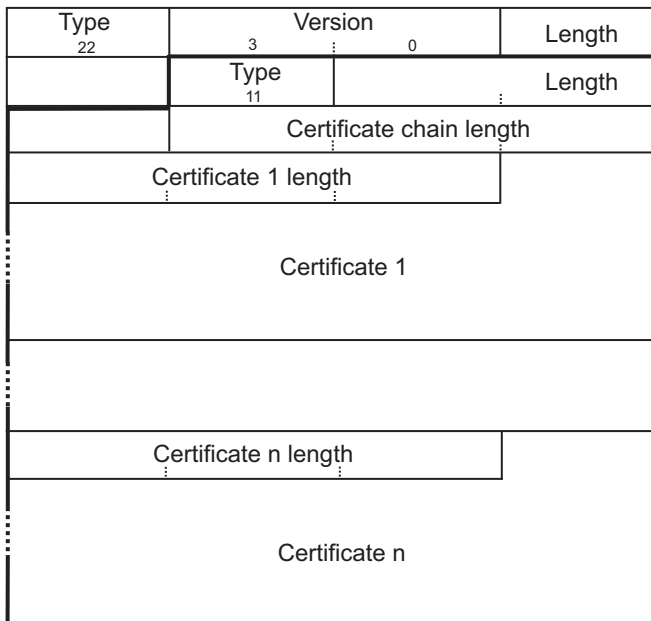 Type Version Length
22 3 0
Type Length
11
Certificate chain length
Certificate 1 length
Certificate 1
Certificate n length
Certificate n